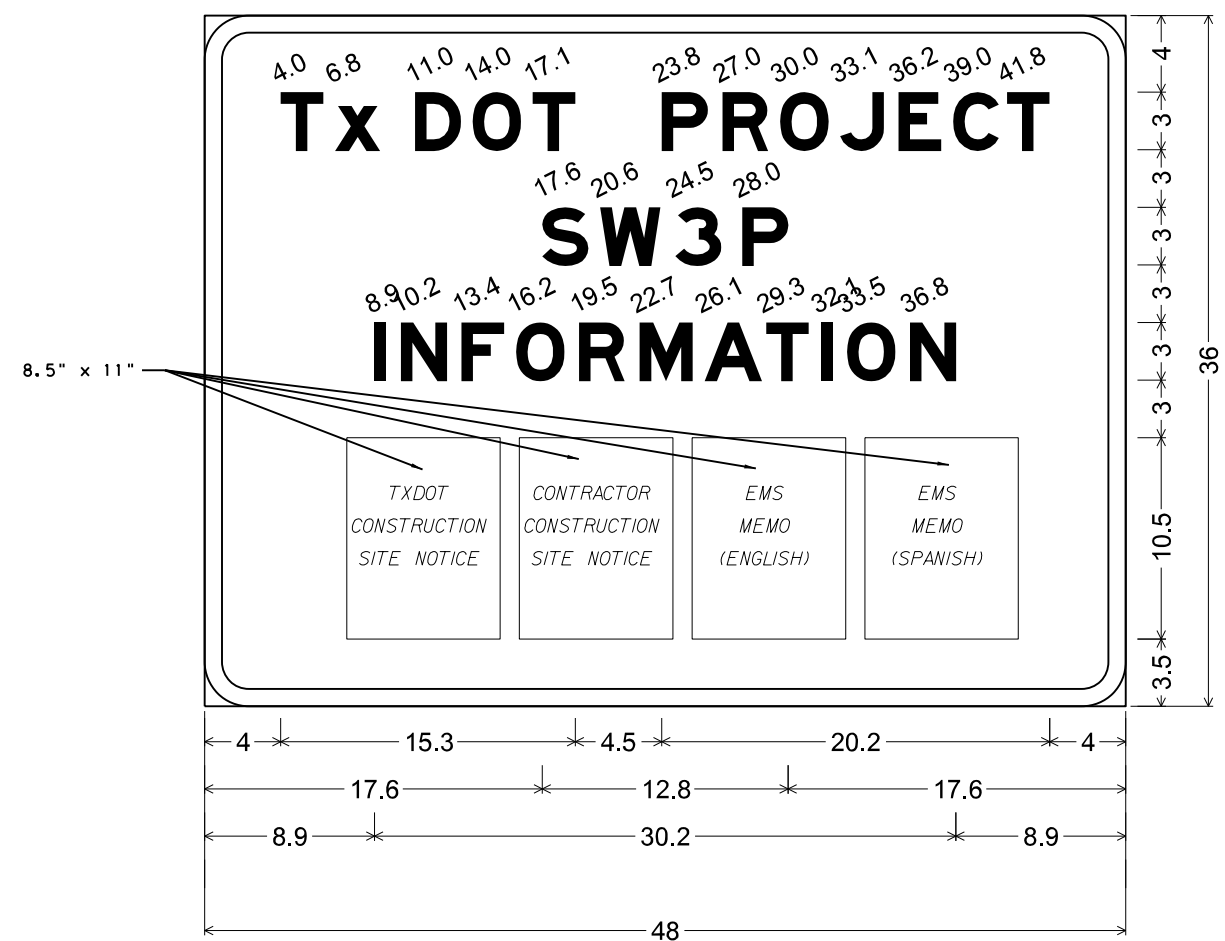 4.0 6.8 11.0 14.0 17.1 23.8 27.0 30.0 33.1 36.2 39.0 41.8
Tx DOT PROJECT
17.6 20.6 24.5 28.0
SW3P
8.9 10.2 13.4 16.2 19.5 22.7 26.1 29.3 32.1 33.5 36.8
INFORMATION
8.5" x 11"
TXDOT
CONSTRUCTION
SITE NOTICE
CONTRACTOR
CONSTRUCTION
SITE NOTICE
EMS
MEMO
(ENGLISH)
EMS
MEMO
(SPANISH)
4
3
3
3
3
3
3
10.5
3.5
36
4 15.3 4.5 20.2 4
17.6 12.8 17.6
8.9 30.2 8.9
48